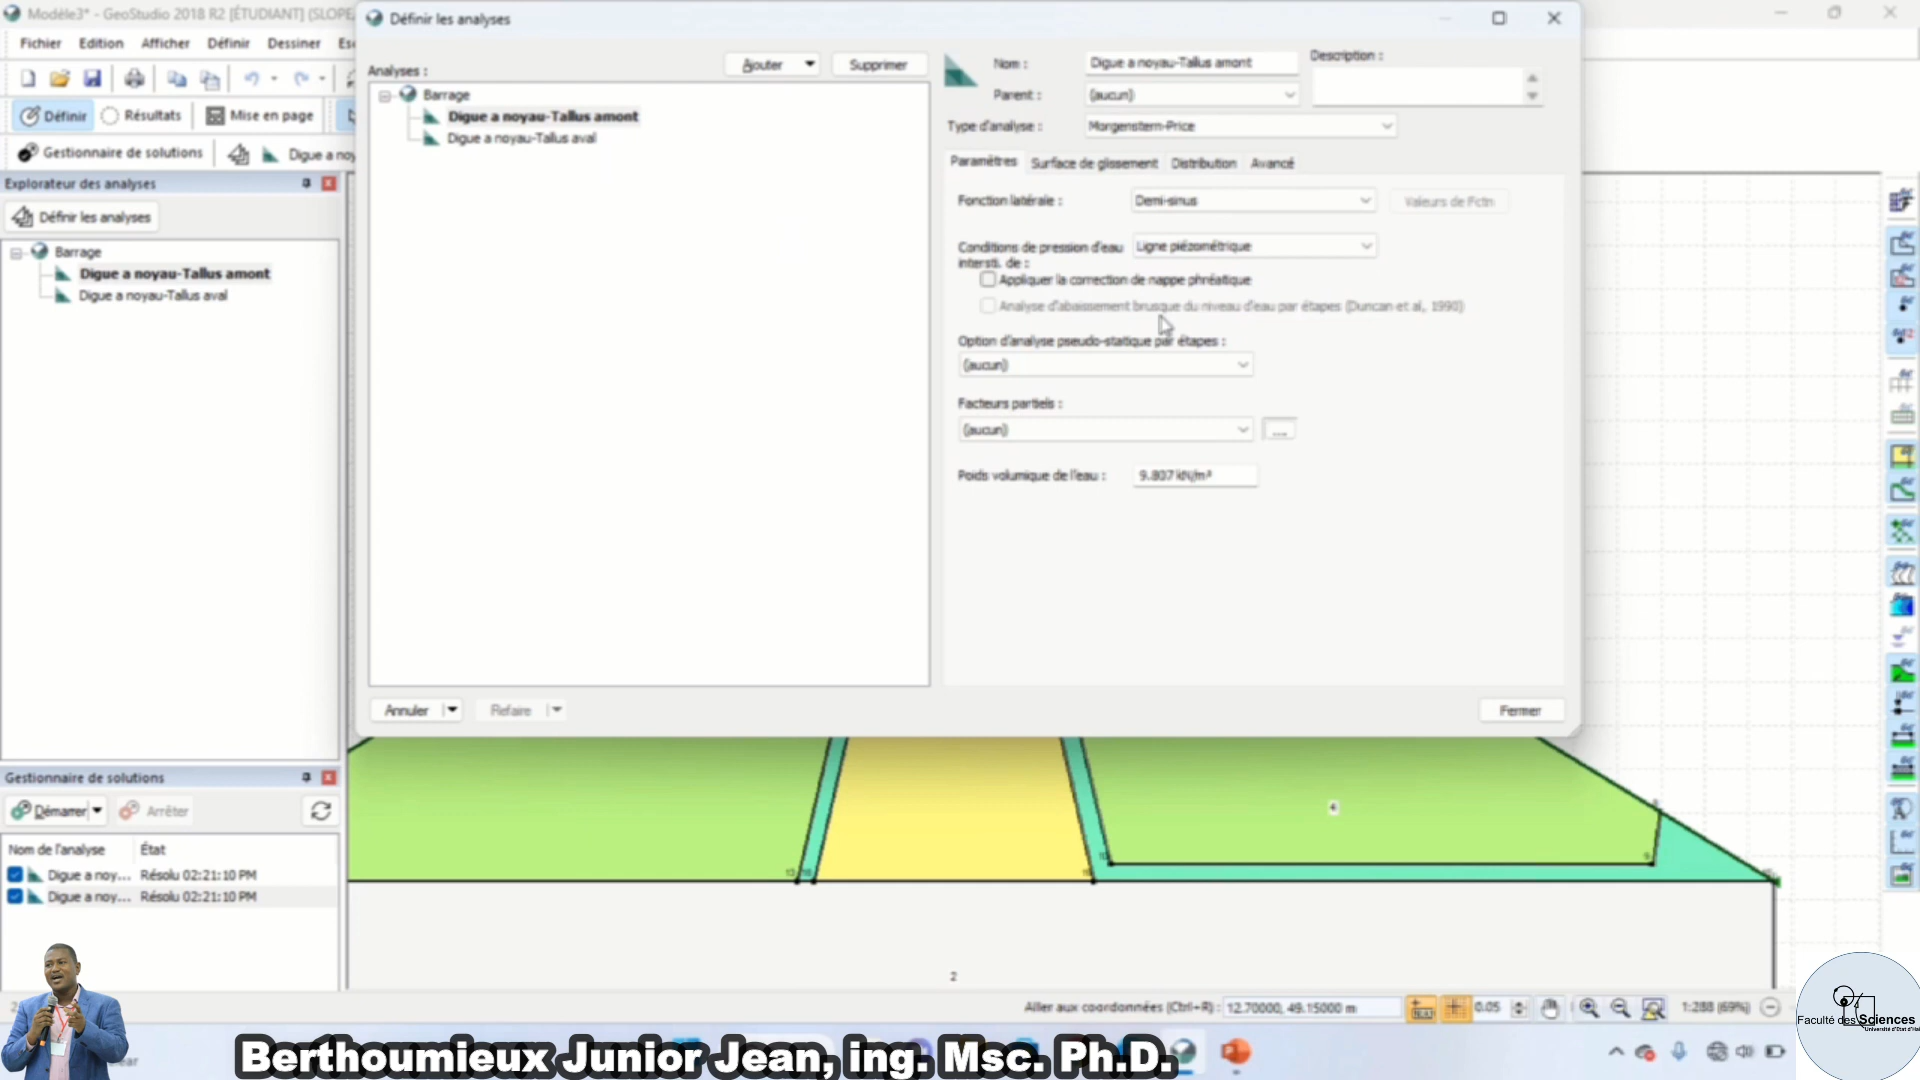 Modèle3* - GeoStudio 2018 R2 [ÉTUDIANT] (SLOPE
Définir les analyses
Fichier Edition Afficher Définir Dessiner
Définir Résultats Mise en page
Gestionnaire de solutions Digue a noy
Explorateur des analyses
Définir les analyses
Barrage
Digue a noyau-Tallus amont
Digue a noyau-Tallus aval
Analyses :
Ajouter Supprimer
Barrage
Digue a noyau-Tallus amont
Digue a noyau-Tallus aval
Nom : Digue a noyau-Tallus amont Description :
Parent : (aucun)
Type d'analyse : Morgenstern-Price
Paramètres Surface de glissement Distribution Avancé
Fonction latérale : Demi-sinus Valeurs de Fctn
Conditions de pression d'eau Ligne piézométrique
intersti. de :
Appliquer la correction de nappe phréatique
Analyse d'abaissement brusque du niveau d'eau par étapes (Duncan et al, 1990)
Option d'analyse pseudo-statique par étapes :
(aucun)
Facteurs partiels :
(aucun) ...
Poids volumique de l'eau : 9.807 kN/m³
Annuler Refaire Fermer
Gestionnaire de solutions
Démarrer Arrêter
Nom de l'analyse État
Digue a noy... Résolu 02:21:10 PM
Digue a noy... Résolu 02:21:10 PM
4
2
Aller aux coordonnées (Ctrl+R) : 12.70000; 49.15000 m 0.05 1:288 (69%)
Berthoumieux Junior Jean, ing. Msc. Ph.D.
Faculté des Sciences